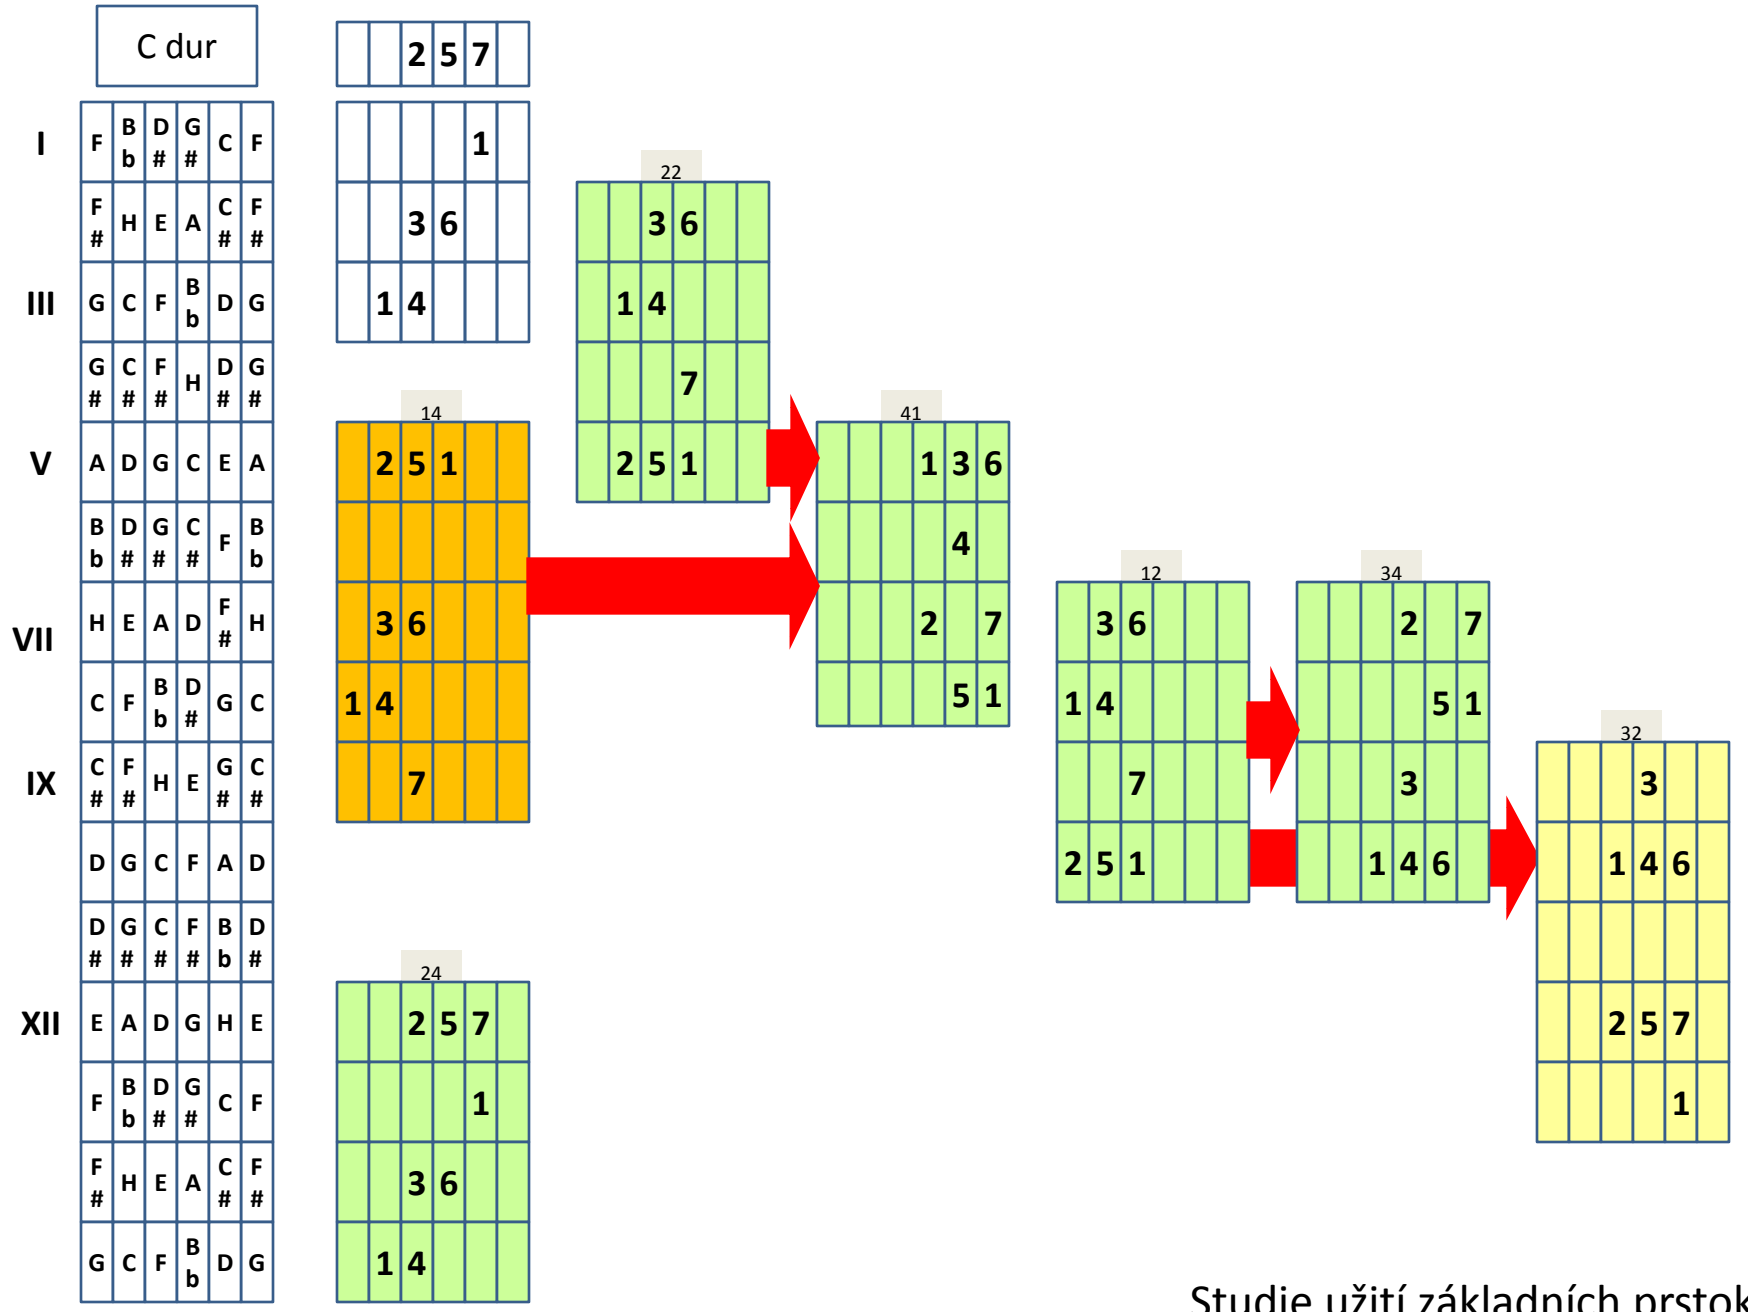 C dur
2 5 7
I
F Bb D# G# C F
1
22
F# H E A C# F#
3 6
3 6
III
G C F Bb D G
1 4
1 4
G# C# F# H D# G#
7
14
41
V
A D G C E A
2 5 1
2 5 1
1 3 6
Bb D# G# C# F Bb
4
12
34
VII
H E A D F# H
3 6
2 7
3 6
2 7
C F Bb D# G C
1 4
5 1
1 4
5 1
32
IX
C# F# H E G# C#
7
7
3
3
D G C F A D
2 5 1
1 4 6
1 4 6
D# G# C# F# Bb D#
24
XII
E A D G H E
2 5 7
2 5 7
F Bb D# G# C F
1
1
F# H E A C# F#
3 6
G C F Bb D G
1 4
Studie užití základních prstok